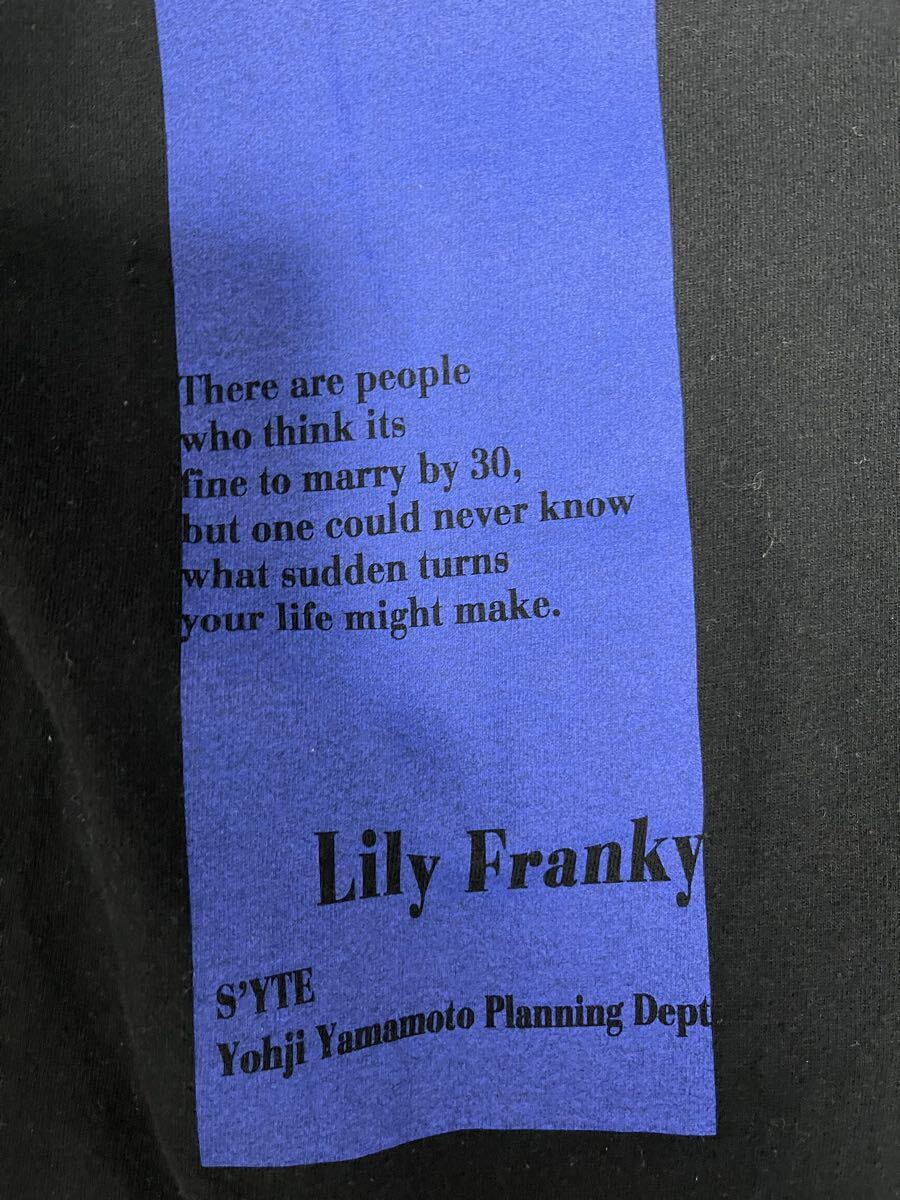 There are people
who think its
fine to marry by 30,
but one could never know
what sudden turns
your life might make.
Lily Franky
S'YTE
Yohji Yamamoto Planning Dept